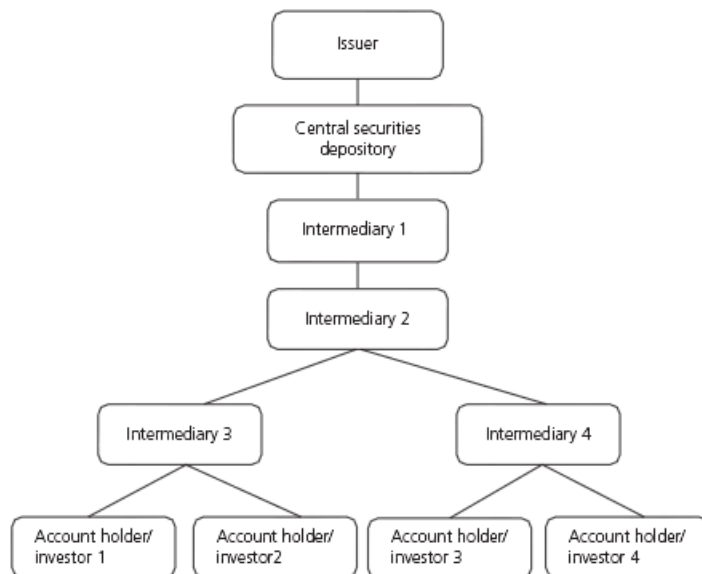 Issuer
Central securities
depository
Intermediary 1
Intermediary 2
Intermediary 3
Intermediary 4
Account holder/
investor 1
Account holder/
investor2
Account holder/
investor 3
Account holder/
investor 4